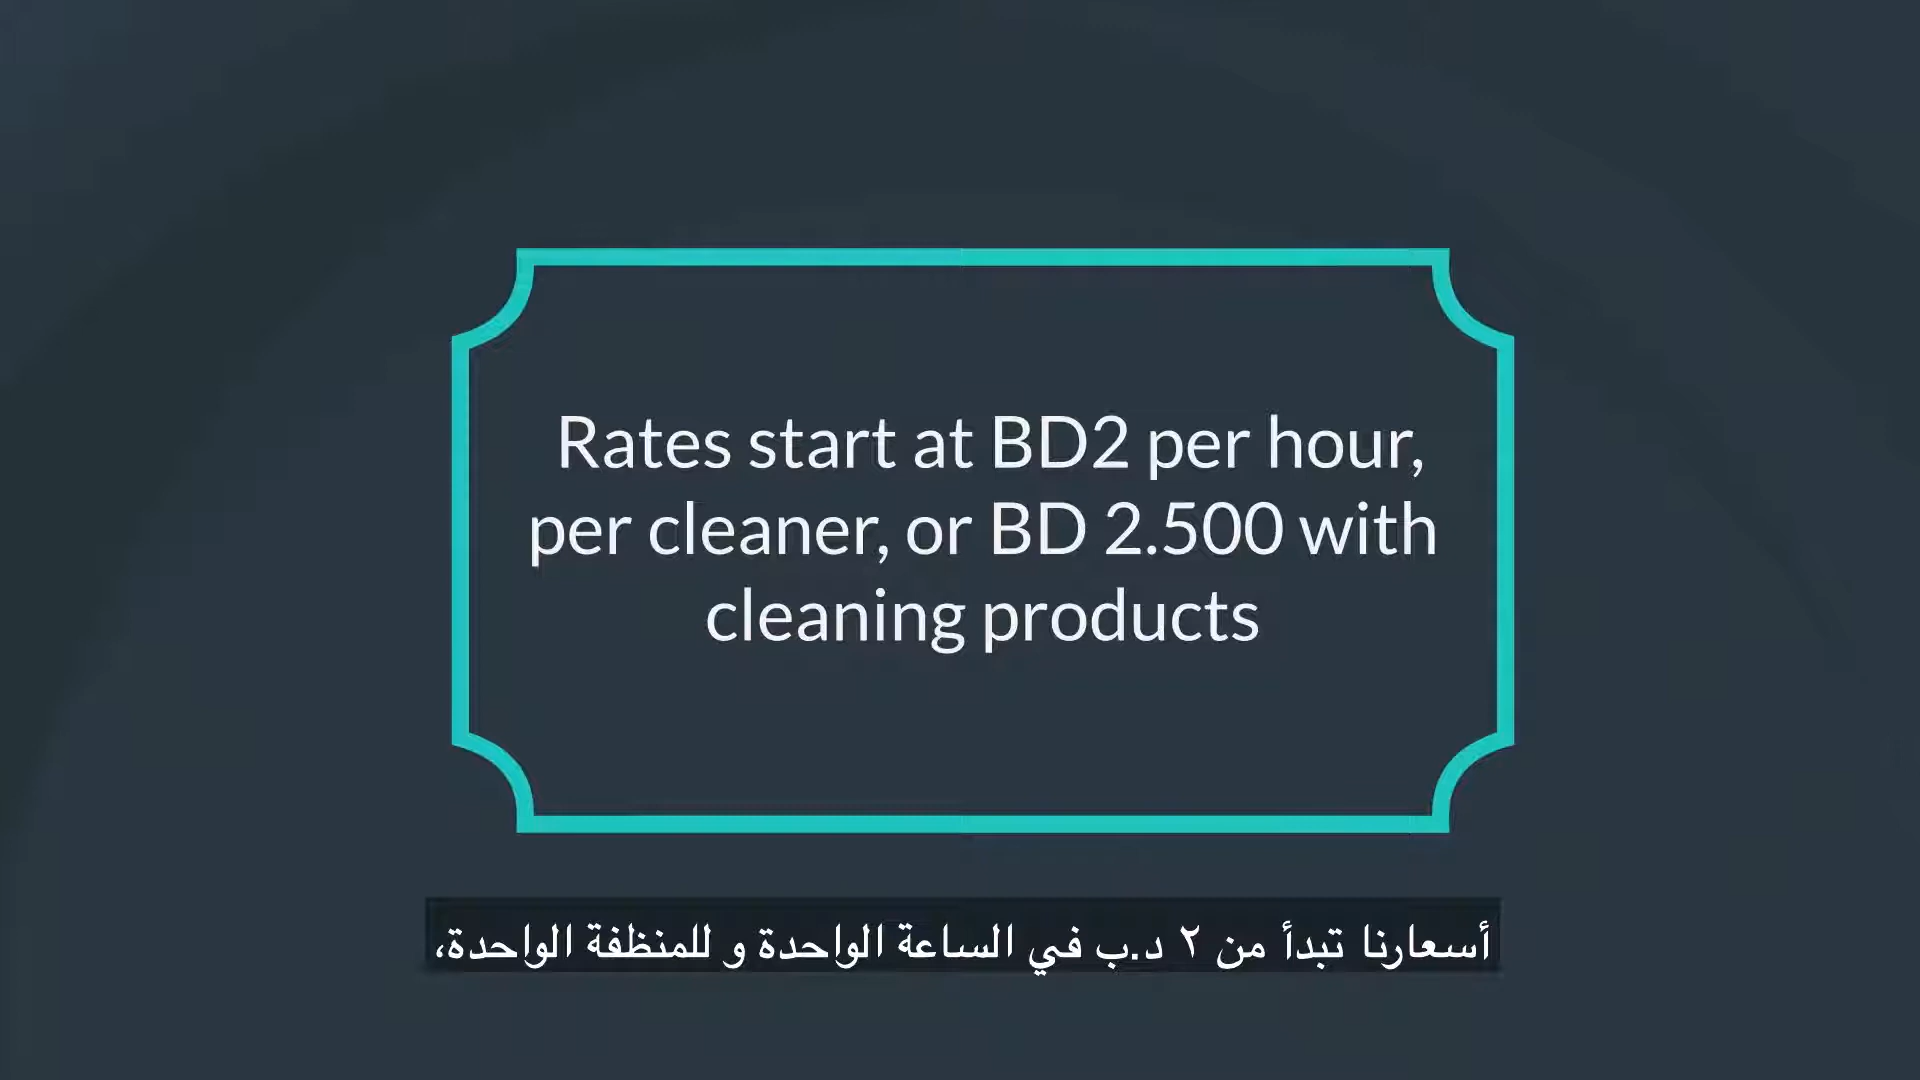 Rates start at BD2 per hour,
per cleaner, or BD 2.500 with
cleaning products
أسعارنا تبدأ من ٢ د.ب في الساعة الواحدة و للمنظفة الواحدة،